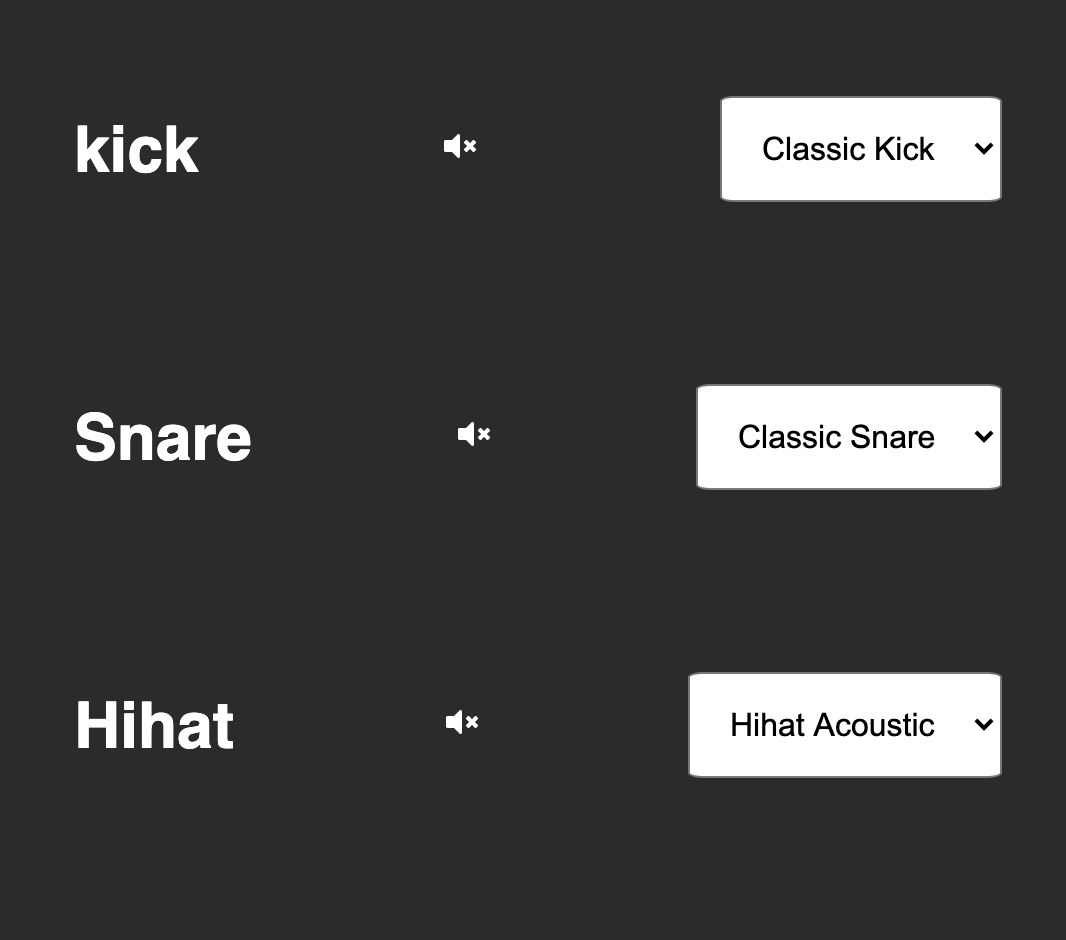 kick
Classic Kick
Snare
Classic Snare
Hihat
Hihat Acoustic